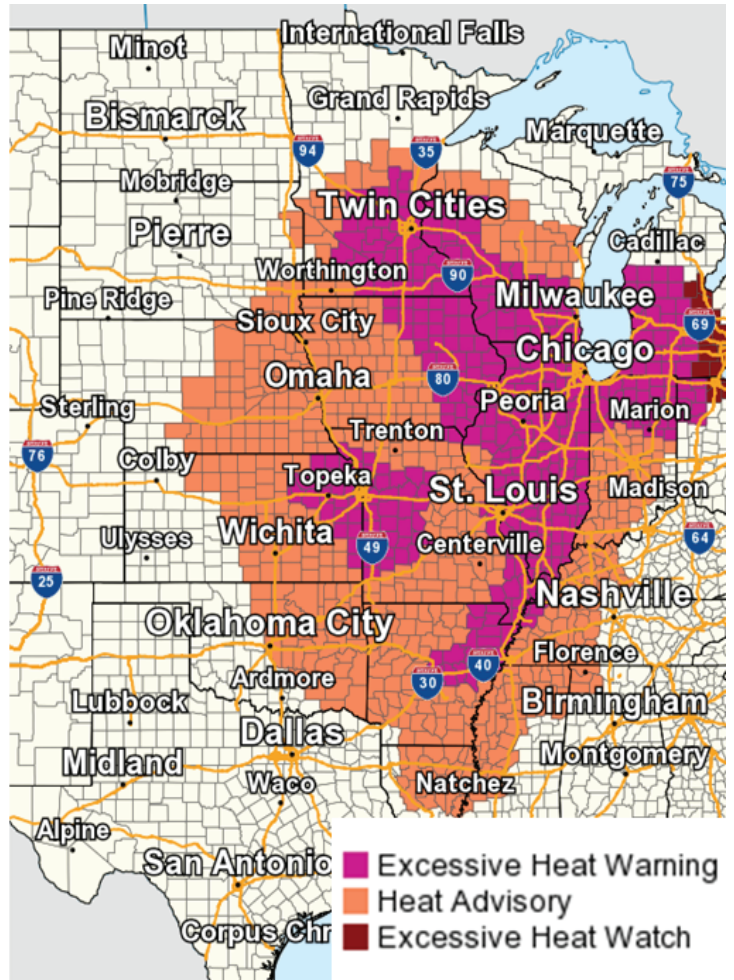 International Falls
Minot
Grand Rapids
Bismarck
Marquette
94
35
75
Mobridge
Twin Cities
Pierre
Cadillac
Worthington
90
Pine Ridge
Milwaukee
69
Sioux City
Chicago
Omaha
80
Peoria
Sterling
Marion
Trenton
76
Colby
Topeka
St. Louis
Madison
Wichita
Ulysses
49
Centerville
64
25
Nashville
Oklahoma City
Florence
40
30
Ardmore
Lubbock
Birmingham
Dallas
Midland
Montgomery
Waco
Natchez
Alpine
San Antonio
Corpus Chr
Excessive Heat Warning
Heat Advisory
Excessive Heat Watch